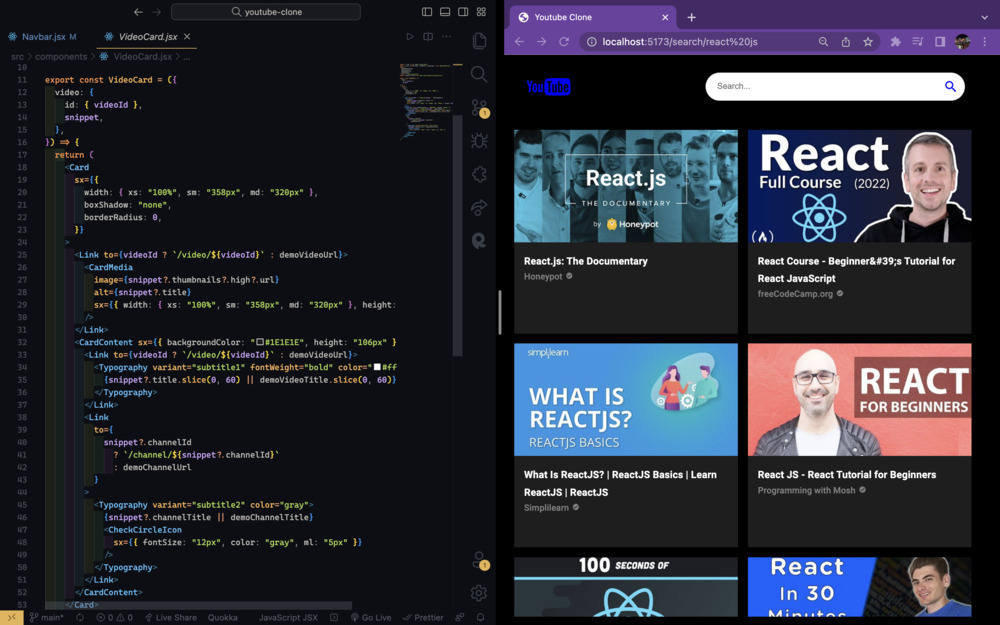 youtube-clone
Navbar.jsx M
VideoCard.jsx
src > components > VideoCard.jsx > ...
10
11 export const VideoCard = ({
12 video: {
13 id: { videoId },
14 snippet,
15 },
16 }) => {
17 return (
18 <Card
19 sx={{
20 width: { xs: "100%", sm: "358px", md: "320px" },
21 boxShadow: "none",
22 borderRadius: 0,
23 }}
24 >
25 <Link to={videoId ? `/video/${videoId}` : demoVideoUrl}>
26 <CardMedia
27 image={snippet?.thumbnails?.high?.url}
28 alt={snippet?.title}
29 sx={{ width: { xs: "100%", sm: "358px", md: "320px" }, height:
30 />
31 </Link>
32 <CardContent sx={{ backgroundColor: "#1E1E1E", height: "106px" }
33 <Link to={videoId ? `/video/${videoId}` : demoVideoUrl}>
34 <Typography variant="subtitle1" fontWeight="bold" color="#ff
35 {snippet?.title.slice(0, 60) || demoVideoTitle.slice(0, 60)}
36 </Typography>
37 </Link>
38 <Link
39 to={
40 snippet?.channelId
41 ? `/channel/${snippet?.channelId}`
42 : demoChannelUrl
43 }
44 >
45 <Typography variant="subtitle2" color="gray">
46 {snippet?.channelTitle || demoChannelTitle}
47 <CheckCircleIcon
48 sx={{ fontSize: "12px", color: "gray", ml: "5px" }}
49 />
50 </Typography>
51 </Link>
52 </CardContent>
53 </Card>
1
1
main* 0 0 Live Share Quokka JavaScript JSX Go Live Prettier
Youtube Clone
localhost:5173/search/react%20js
YouTube
Search...
React.js
THE DOCUMENTARY
by Honeypot
React.js: The Documentary
Honeypot
React
Full Course (2022)
React Course - Beginner&#39;s Tutorial for
React JavaScript
freeCodeCamp.org
simplilearn
WHAT IS
REACTJS?
REACTJS BASICS
What Is ReactJS? | ReactJS Basics | Learn
ReactJS | ReactJS
Simplilearn
REACT
FOR BEGINNERS
React JS - React Tutorial for Beginners
Programming with Mosh
100 SECONDS OF
React
In 30
Minutes